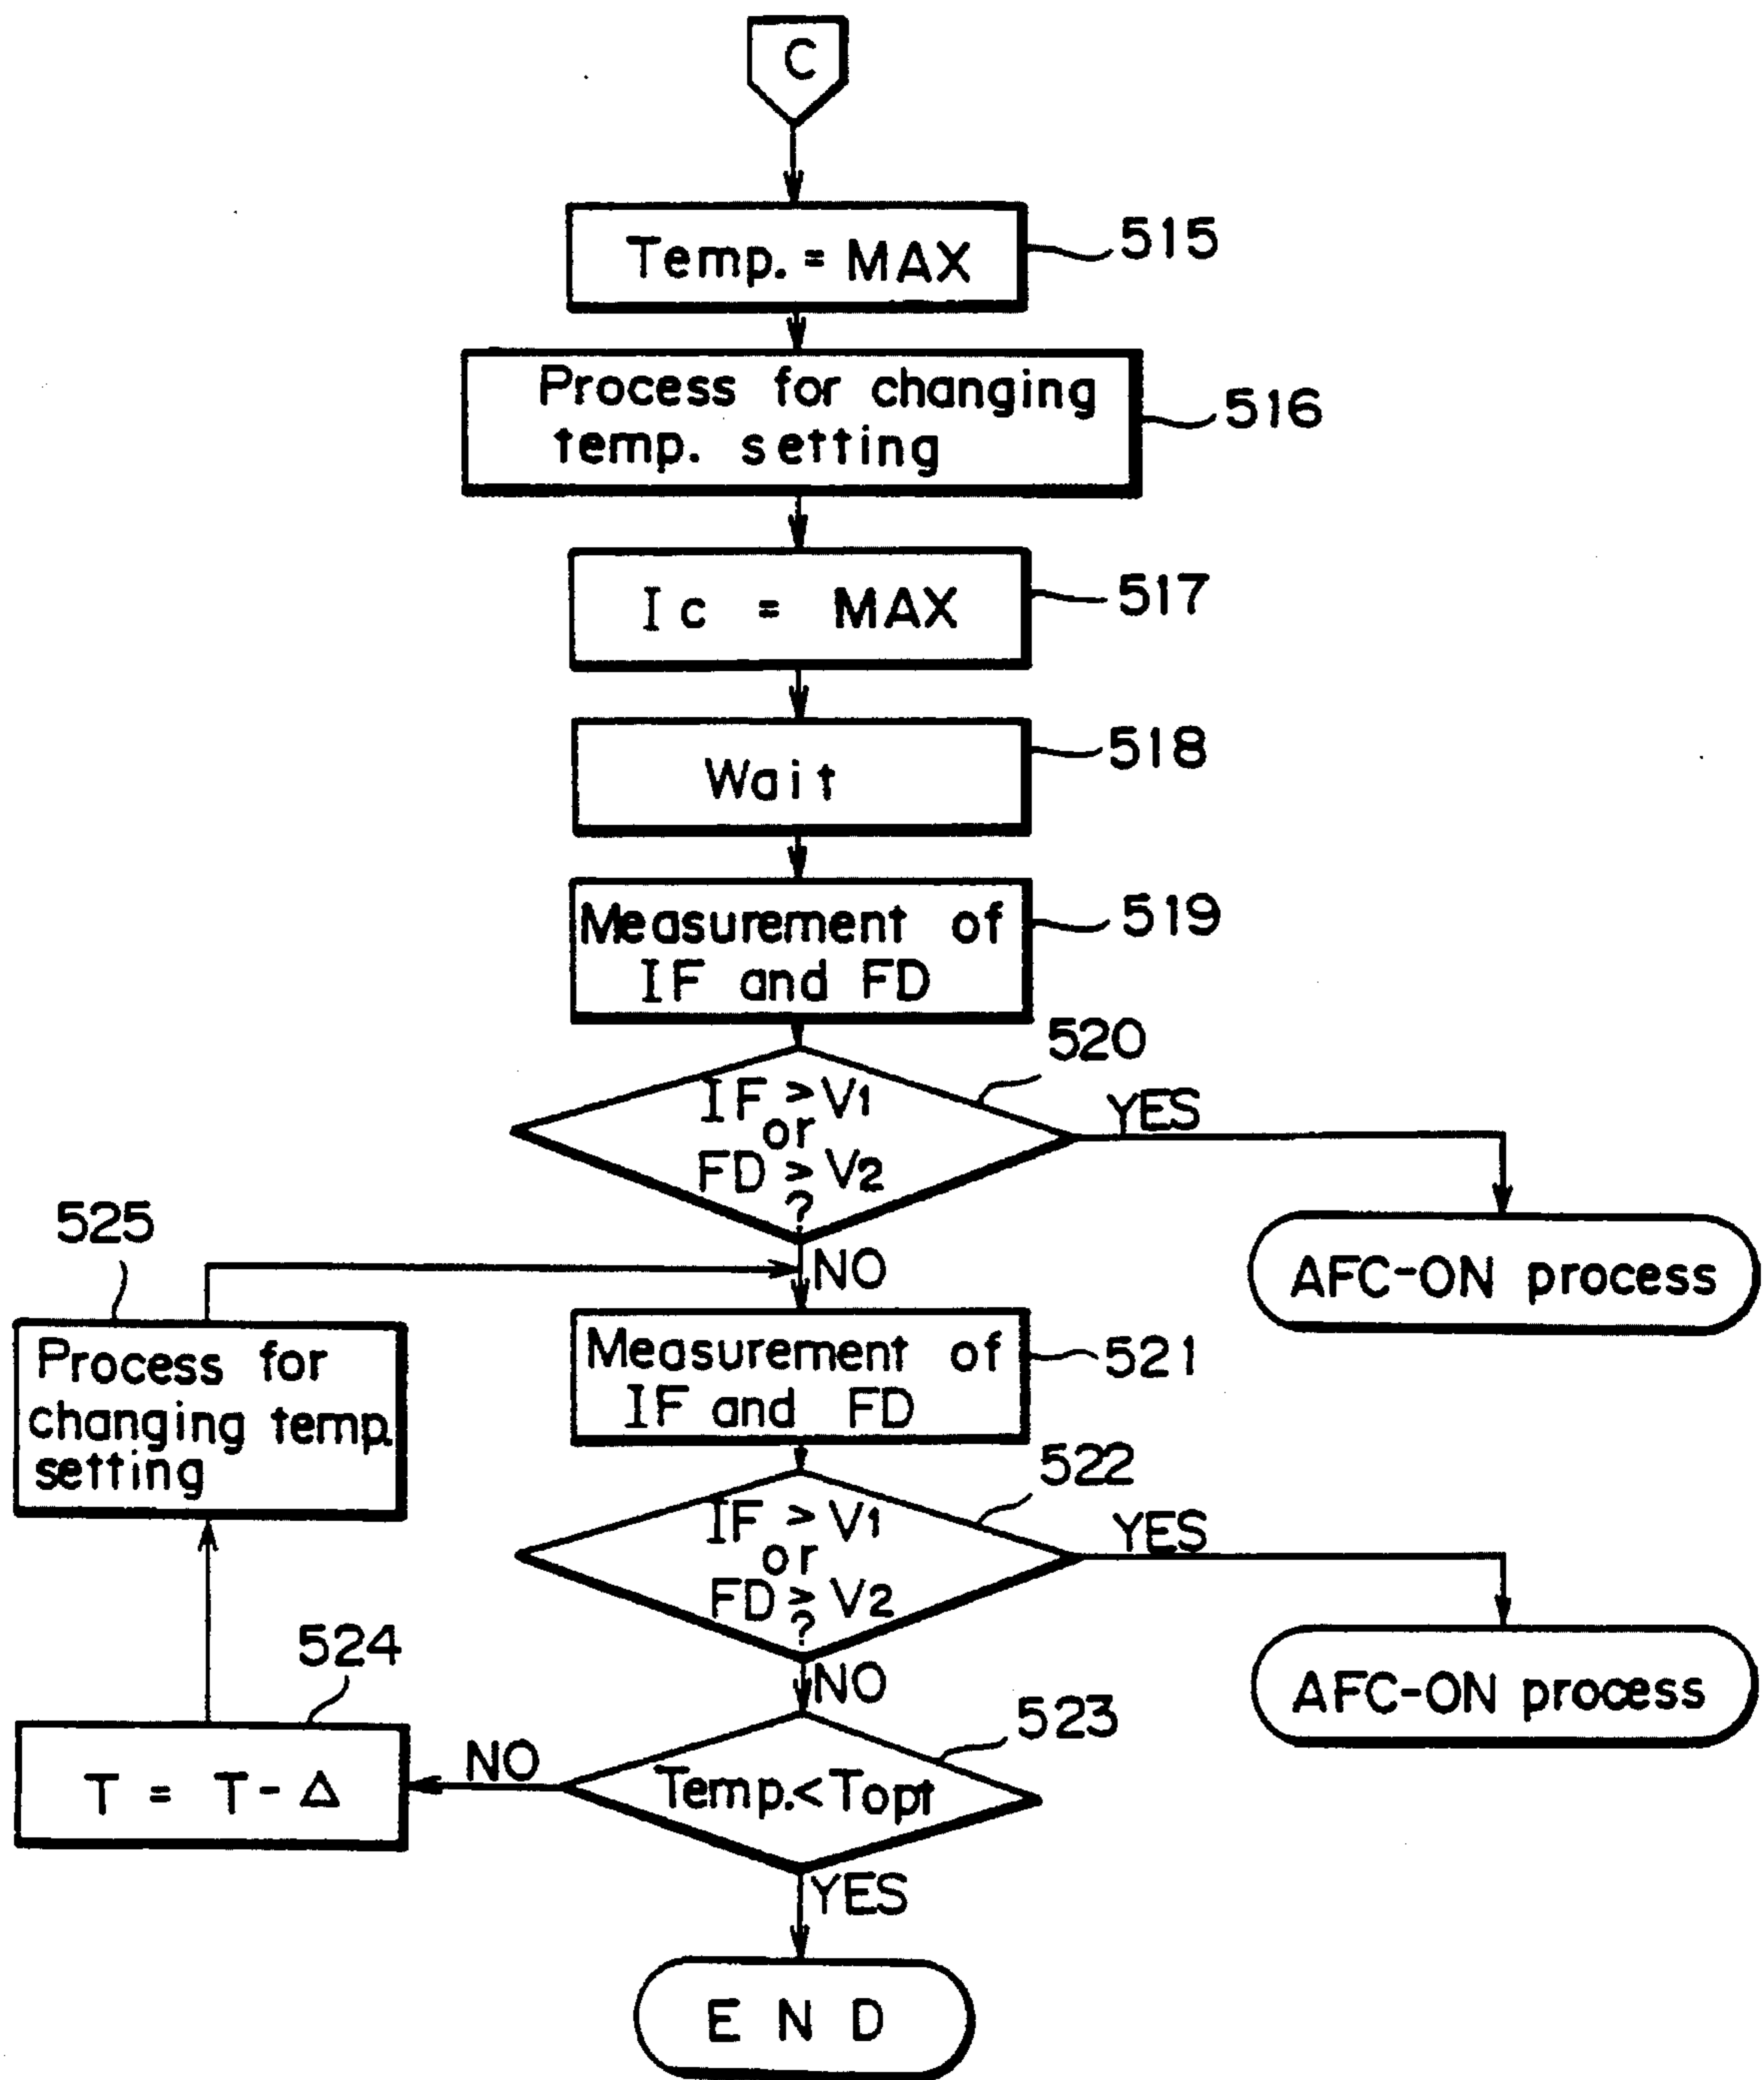 C
Temp. = MAX
515
Process for changing
temp. setting
516
Ic = MAX
517
Wait
518
Measurement of
IF and FD
519
520
IF > V1
or
FD > V2
?
YES
AFC-ON process
NO
525
Process for
changing temp.
setting
Measurement of
IF and FD
521
522
IF > V1
or
FD > V2
?
YES
AFC-ON process
NO
524
T = T - Δ
NO
523
Temp. < Topt
YES
END